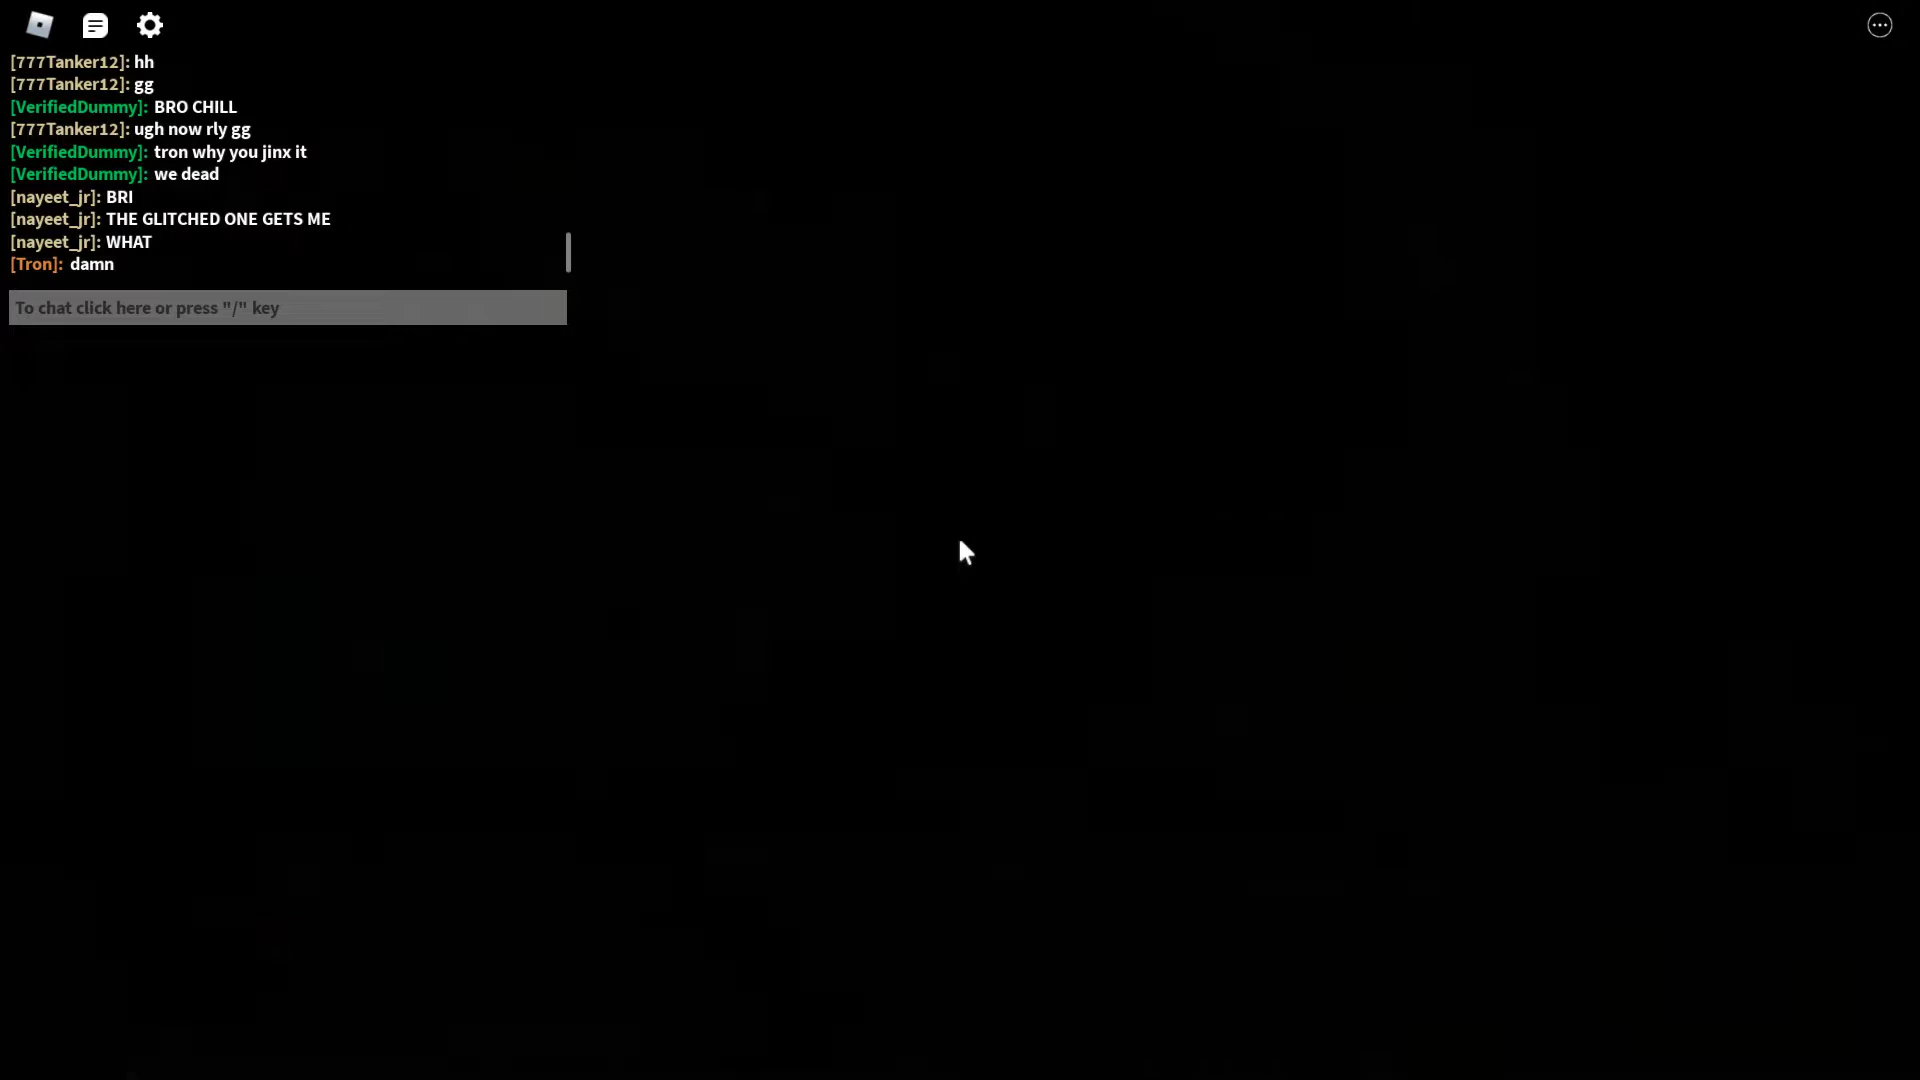 [777Tanker12]: hh
[777Tanker12]: gg
[VerifiedDummy]: BRO CHILL
[777Tanker12]: ugh now rly gg
[VerifiedDummy]: tron why you jinx it
[VerifiedDummy]: we dead
[nayeet_jr]: BRI
[nayeet_jr]: THE GLITCHED ONE GETS ME
[nayeet_jr]: WHAT
[Tron]: damn
To chat click here or press "/" key